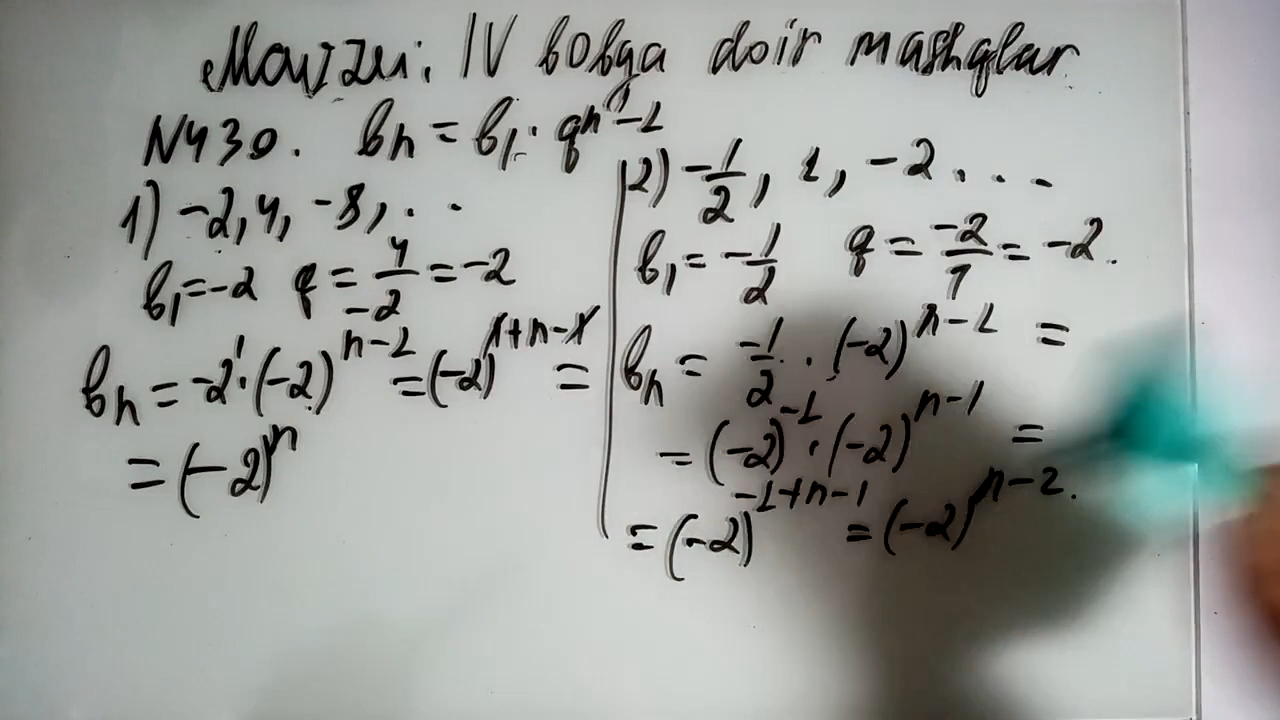 Mavzu: IV bobga doir mashqlar
N430. bn = b1 · q^n-1
1) -2, 4, -8, ...
b1 = -2 q = 4/-2 = -2
bn = -2^1 · (-2)^n-1 = (-2)^1+n-1 =
= (-2)^n
2) -1/2, 1, -2 ...
b1 = -1/2 q = -2/1 = -2.
bn = -1/2 · (-2)^n-1 =
= (-2)^-1 · (-2)^n-1 =
= (-2)^-1+n-1 = (-2)^n-2.